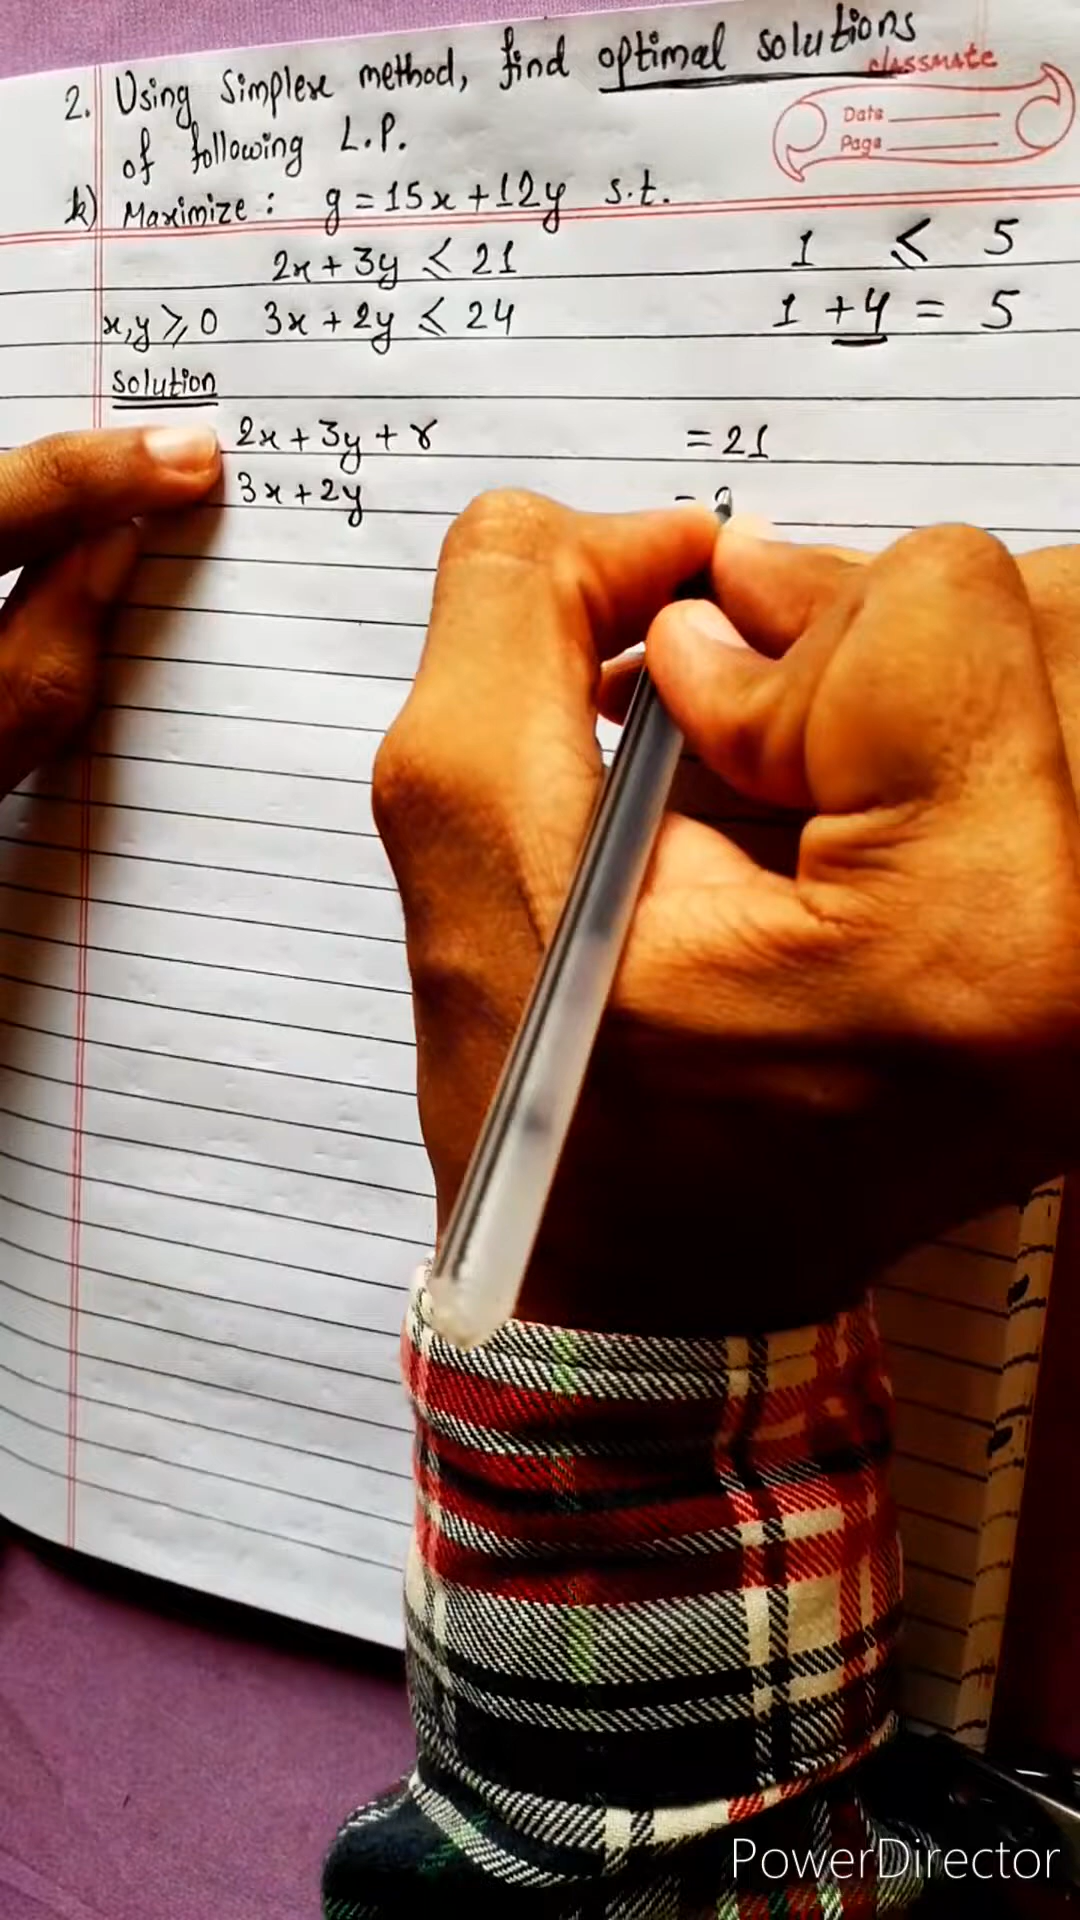 2. Using Simplex method, find optimal solutions
of following L.P.
classmate
Date
Page
k) Maximize: g = 15x + 12y s.t.
2x + 3y ≤ 21
x, y ≥ 0 3x + 2y ≤ 24
1 ≤ 5
1 + 4 = 5
Solution
2x + 3y + r = 21
3x + 2y =
PowerDirector